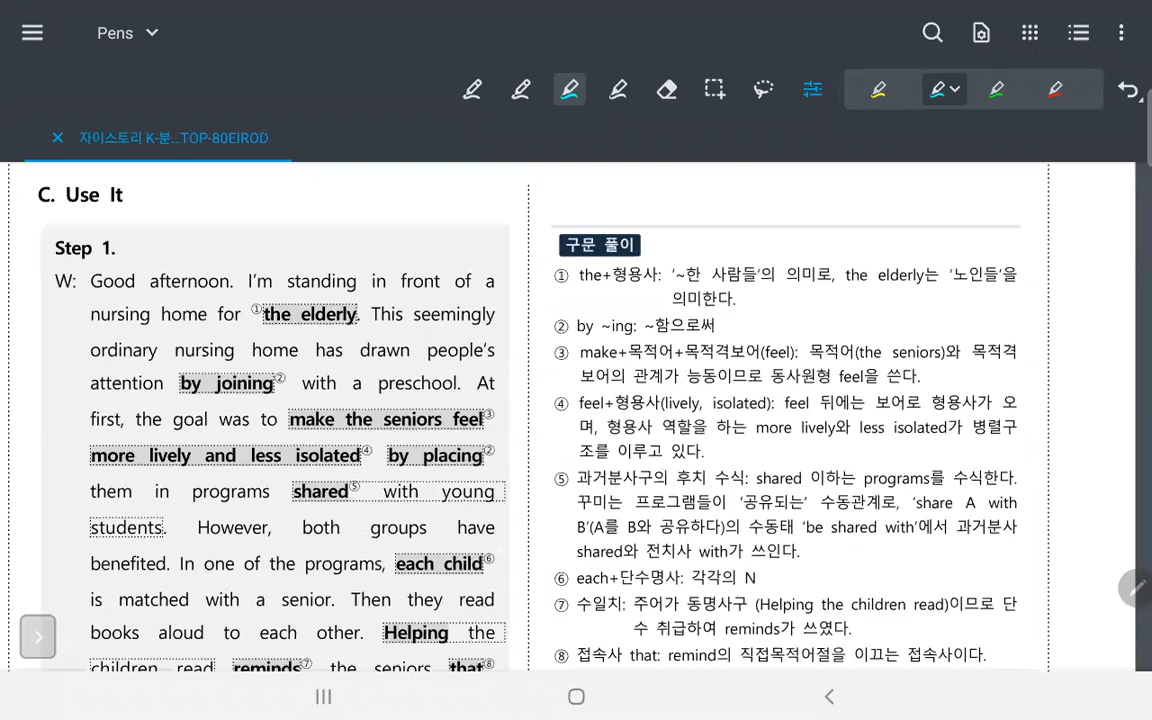 Pens
자이스토리 K-분...TOP-80EIROD
C. Use It
Step 1.
W: Good afternoon. I'm standing in front of a
nursing home for ①the elderly. This seemingly
ordinary nursing home has drawn people's
attention by joining② with a preschool. At
first, the goal was to make the seniors feel③
more lively and less isolated④ by placing②
them in programs shared⑤ with young
students. However, both groups have
benefited. In one of the programs, each child⑥
is matched with a senior. Then they read
books aloud to each other. Helping the
children read reminds⑦ the seniors that⑧
구문 풀이
① the+형용사: '~한 사람들'의 의미로, the elderly는 '노인들'을
의미한다.
② by ~ing: ~함으로써
③ make+목적어+목적격보어(feel): 목적어(the seniors)와 목적격
보어의 관계가 능동이므로 동사원형 feel을 쓴다.
④ feel+형용사(lively, isolated): feel 뒤에는 보어로 형용사가 오
며, 형용사 역할을 하는 more lively와 less isolated가 병렬구
조를 이루고 있다.
⑤ 과거분사구의 후치 수식: shared 이하는 programs를 수식한다.
꾸미는 프로그램들이 '공유되는' 수동관계로, 'share A with
B'(A를 B와 공유하다)의 수동태 'be shared with'에서 과거분사
shared와 전치사 with가 쓰인다.
⑥ each+단수명사: 각각의 N
⑦ 수일치: 주어가 동명사구 (Helping the children read)이므로 단
수 취급하여 reminds가 쓰였다.
⑧ 접속사 that: remind의 직접목적어절을 이끄는 접속사이다.